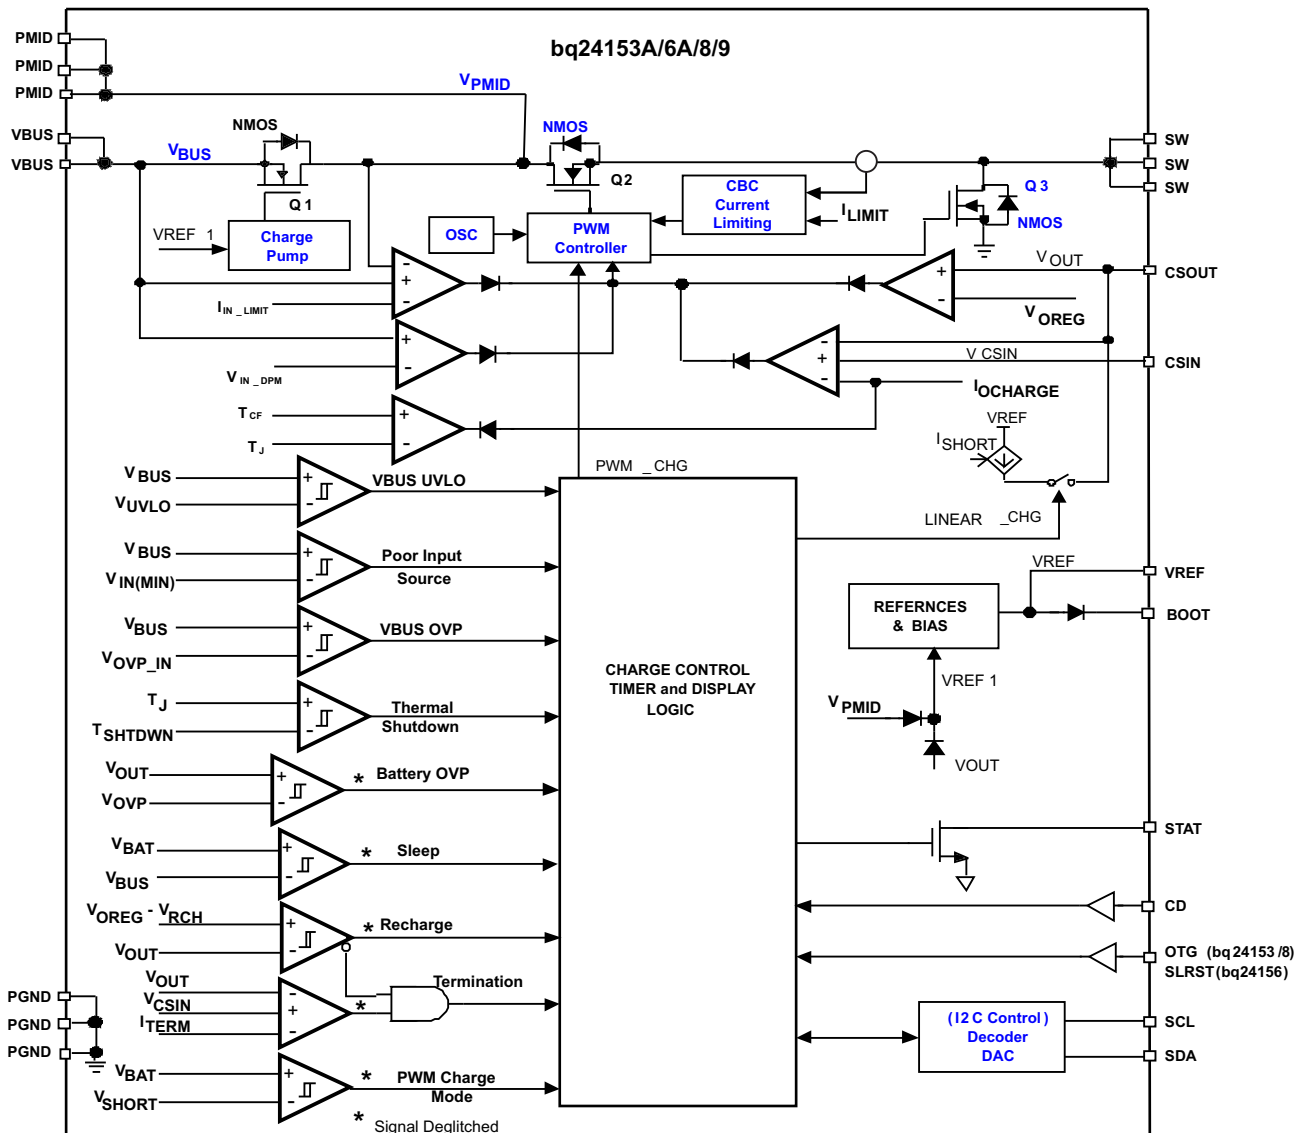 bq24153A/6A/8/9
PMID
PMID
PMID
VBUS
VBUS
VPMID
VBUS
NMOS
Q1
NMOS
Q2
Q3
NMOS
SW
SW
SW
VREF 1
Charge
Pump
OSC
PWM
Controller
CBC
Current
Limiting
ILIMIT
-
+
-
IIN_LIMIT
+
-
VIN_DPM
TCF
TJ
+
-
+
-
VOUT
VOREG
CSOUT
-
+
-
V CSIN
CSIN
IOCHARGE
VREF
ISHORT
LINEAR _CHG
PWM _CHG
VBUS
VUVLO
+
-
VBUS UVLO
VBUS
VIN(MIN)
+
-
Poor Input
Source
VBUS
VOVP_IN
+
-
VBUS OVP
TJ
TSHTDWN
+
-
Thermal
Shutdown
VOUT
VOVP
+
-
* Battery OVP
VBAT
VBUS
+
-
* Sleep
VOREG - VRCH
VOUT
+
-
* Recharge
VOUT
VCSIN
ITERM
-
+
-
*
Termination
VBAT
VSHORT
+
-
* PWM Charge
Mode
* Signal Deglitched
CHARGE CONTROL
TIMER and DISPLAY
LOGIC
REFERNCES
& BIAS
VREF
VREF
BOOT
VREF 1
VPMID
VOUT
STAT
CD
OTG (bq24153/8)
SLRST(bq24156)
(I2C Control)
Decoder
DAC
SCL
SDA
PGND
PGND
PGND